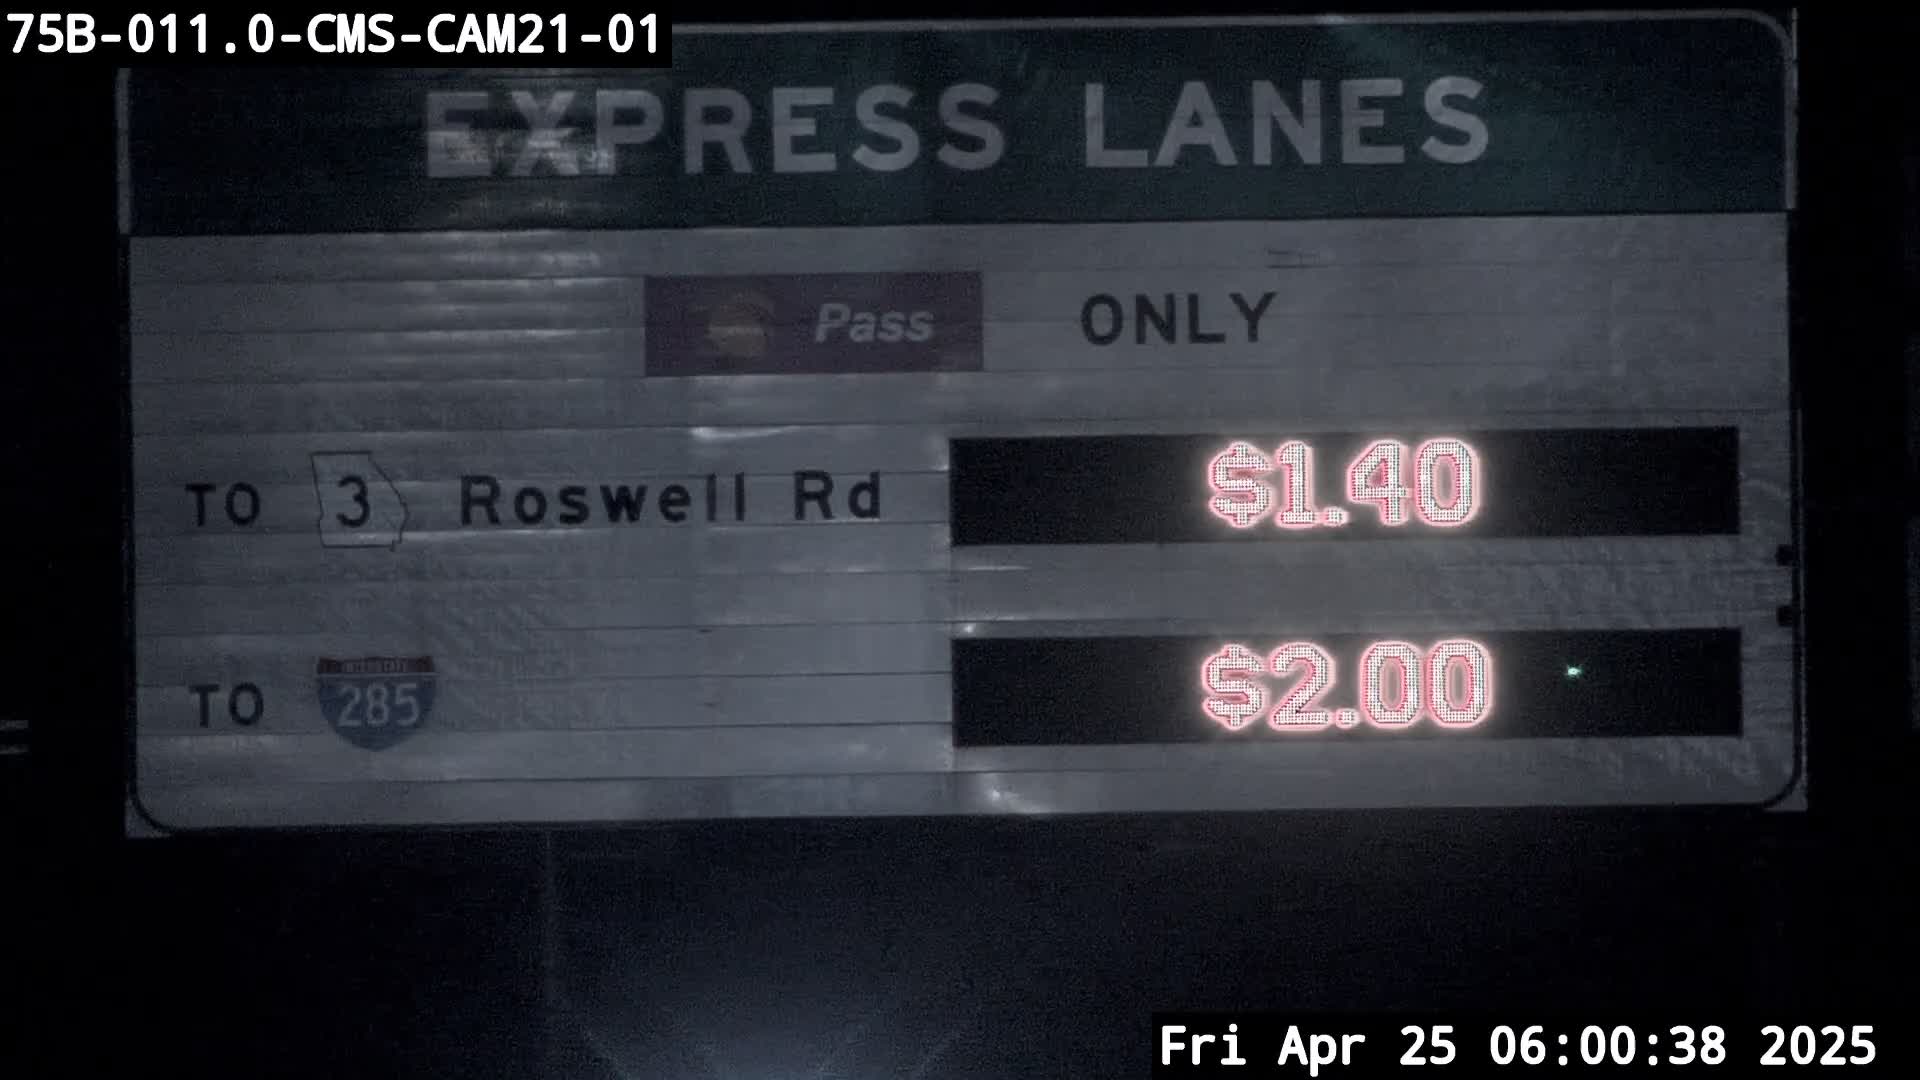 75B-011.0-CMS-CAM21-01
EXPRESS LANES
Pass ONLY
TO 3 Roswell Rd $1.40
INTERSTATE
TO 285 $2.00
Fri Apr 25 06:00:38 2025